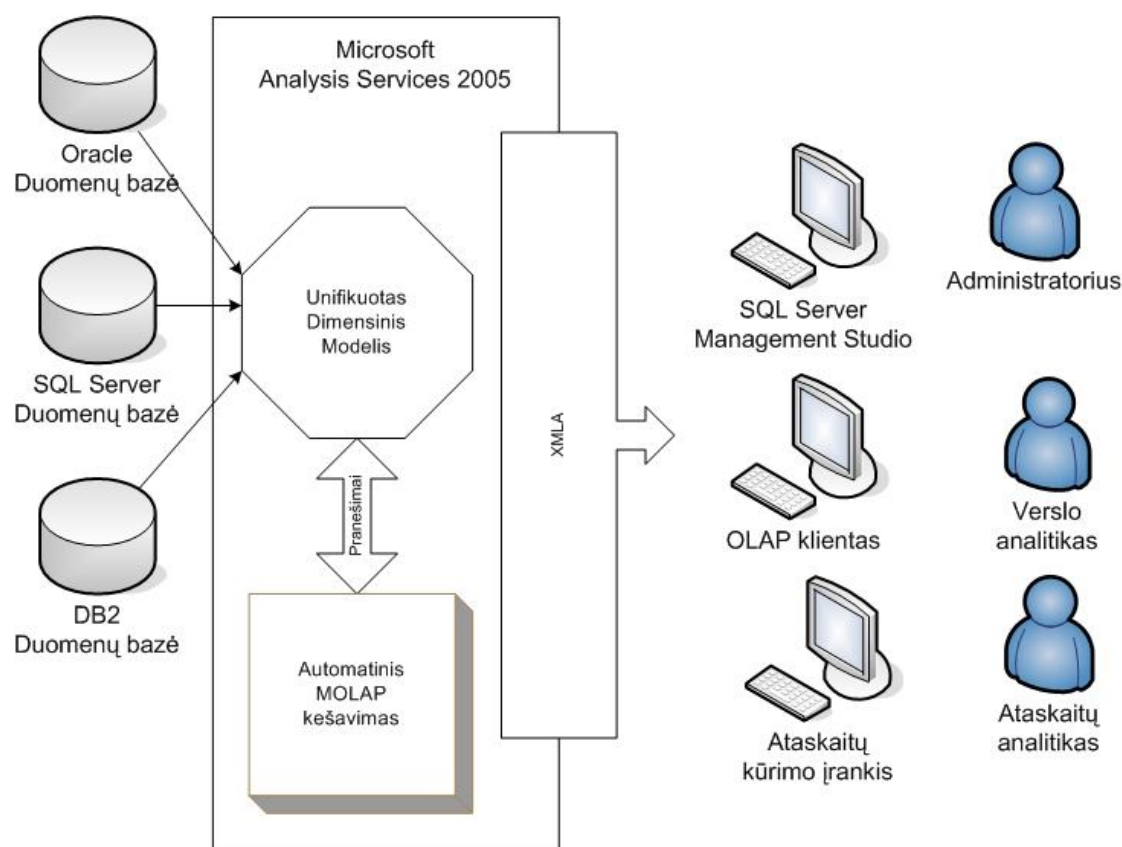 Microsoft
Analysis Services 2005
Oracle
Duomenų bazė
SQL Server
Duomenų bazė
DB2
Duomenų bazė
Unifikuotas
Dimensinis
Modelis
Pranešimai
Automatinis
MOLAP
kešavimas
XMLA
SQL Server
Management Studio
Administratorius
OLAP klientas
Verslo
analitikas
Ataskaitų
kūrimo įrankis
Ataskaitų
analitikas